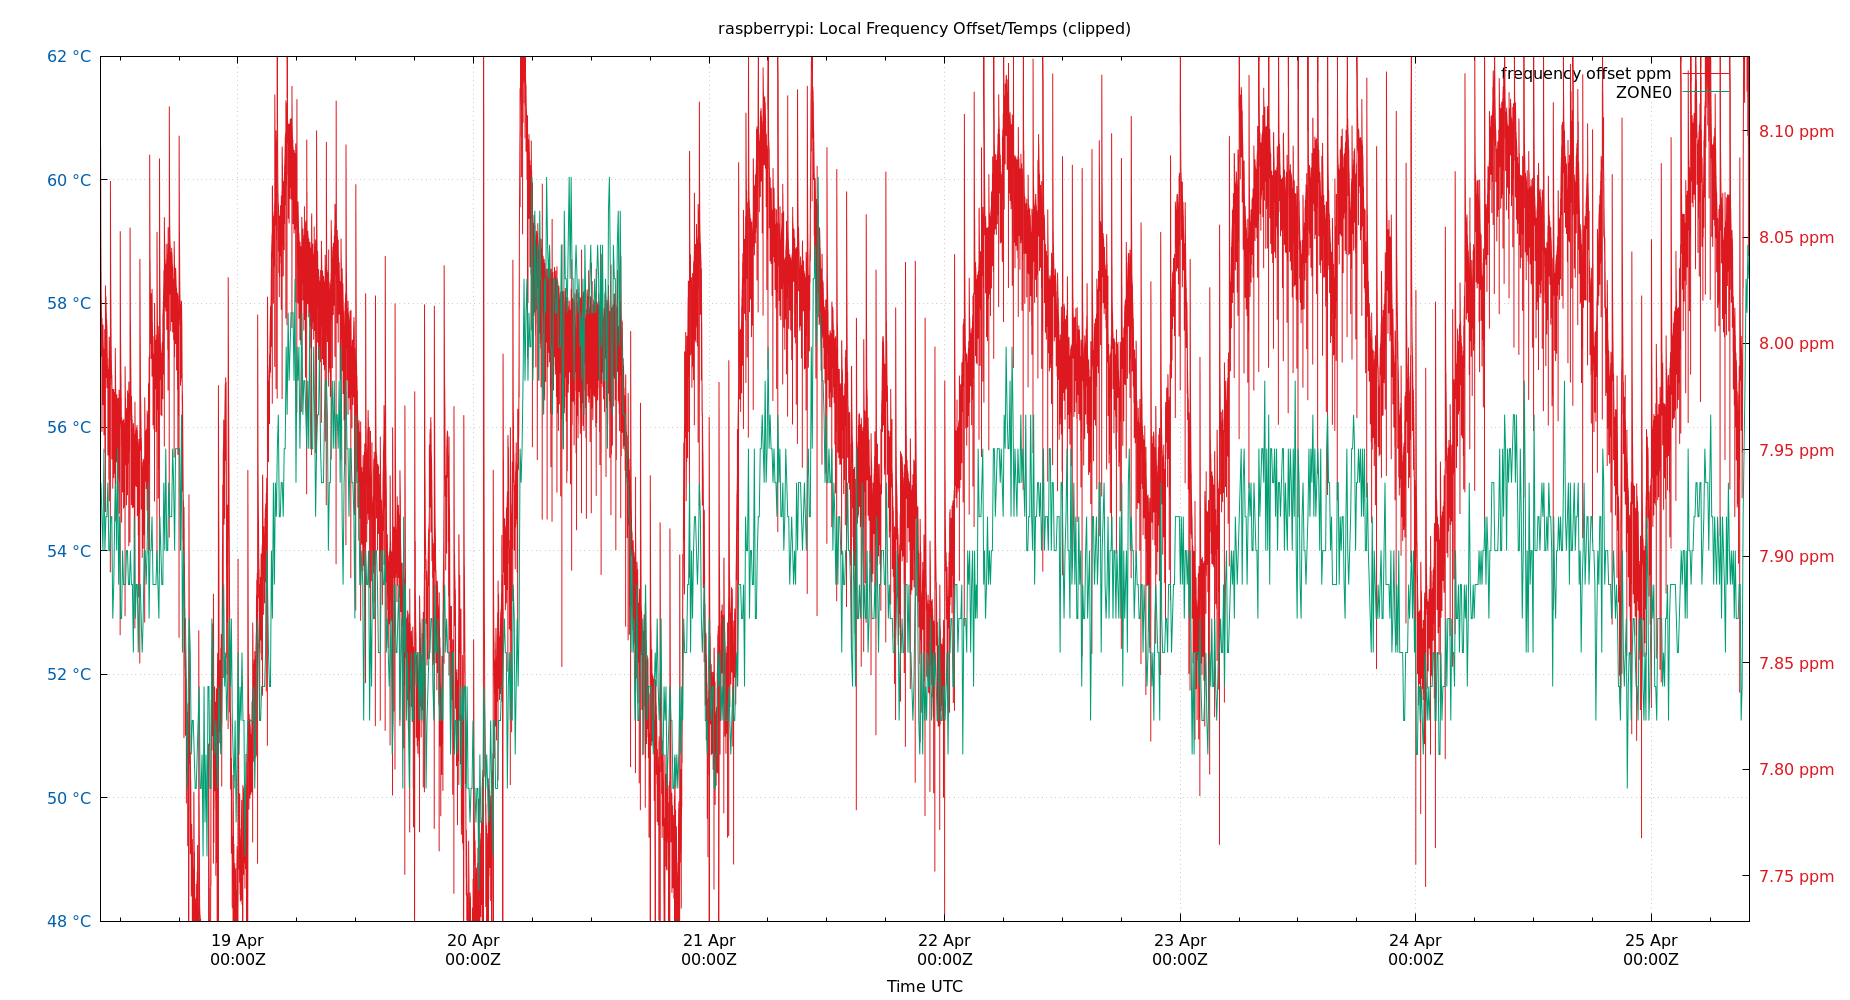 raspberrypi: Local Frequency Offset/Temps (clipped)
62 °C
60 °C
58 °C
56 °C
54 °C
52 °C
50 °C
48 °C
frequency offset ppm
ZONE0
8.10 ppm
8.05 ppm
8.00 ppm
7.95 ppm
7.90 ppm
7.85 ppm
7.80 ppm
7.75 ppm
19 Apr 20 Apr 21 Apr 22 Apr 23 Apr 24 Apr 25 Apr
00:00Z 00:00Z 00:00Z 00:00Z 00:00Z 00:00Z 00:00Z
Time UTC